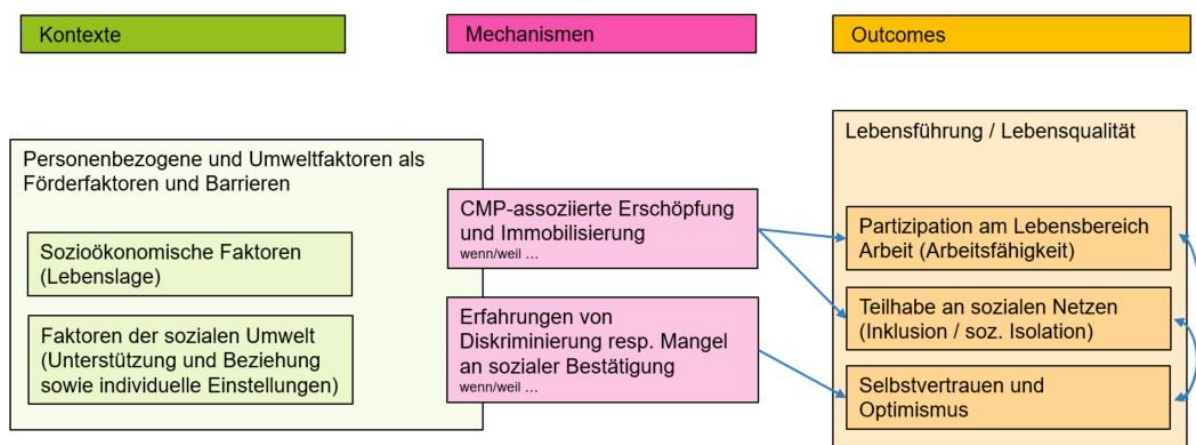 Kontexte
Mechanismen
Outcomes
Personenbezogene und Umweltfaktoren als
Förderfaktoren und Barrieren
Sozioökonomische Faktoren
(Lebenslage)
Faktoren der sozialen Umwelt
(Unterstützung und Beziehung
sowie individuelle Einstellungen)
CMP-assoziierte Erschöpfung
und Immobilisierung
wenn/weil ...
Erfahrungen von
Diskriminierung resp. Mangel
an sozialer Bestätigung
wenn/weil ...
Lebensführung / Lebensqualität
Partizipation am Lebensbereich
Arbeit (Arbeitsfähigkeit)
Teilhabe an sozialen Netzen
(Inklusion / soz. Isolation)
Selbstvertrauen und
Optimismus